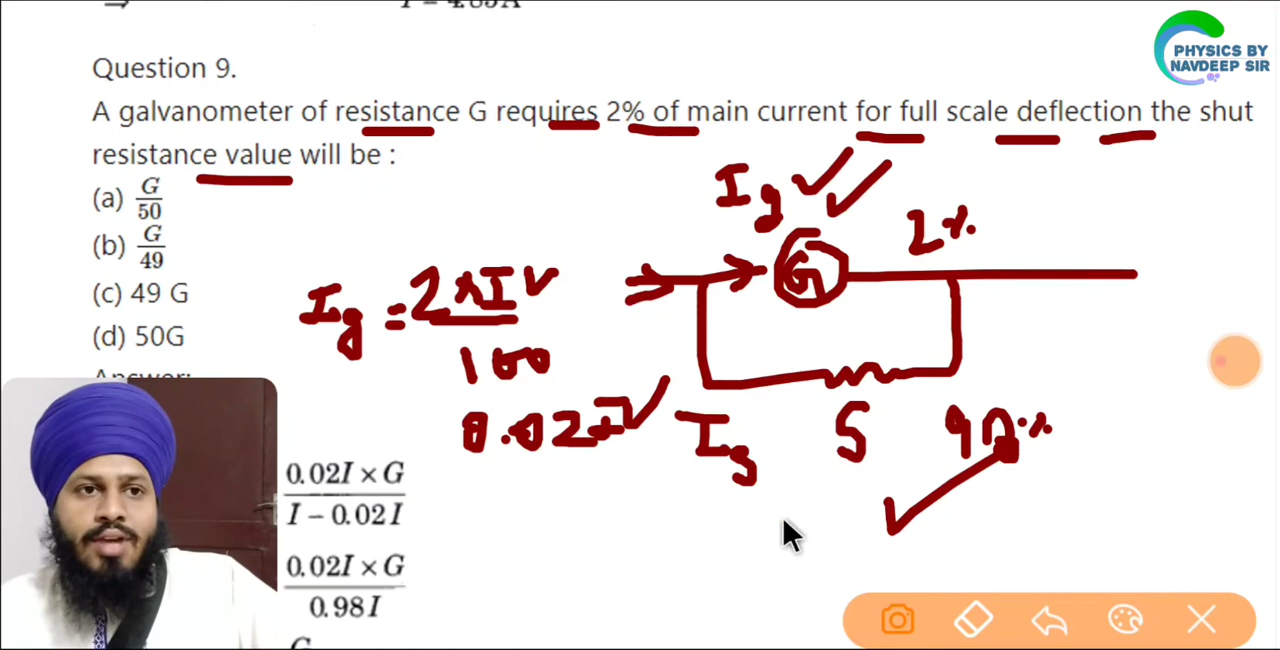 PHYSICS BY
NAVDEEP SIR
Question 9.
A galvanometer of resistance G requires 2% of main current for full scale deflection the shut
resistance value will be :
(a) G/50
(b) G/49
(c) 49 G
(d) 50G
Ig
2%
G
Ig = 2×I/100
0.02I
Is
S
0.02I × G / I – 0.02I
0.02I × G / 0.98I